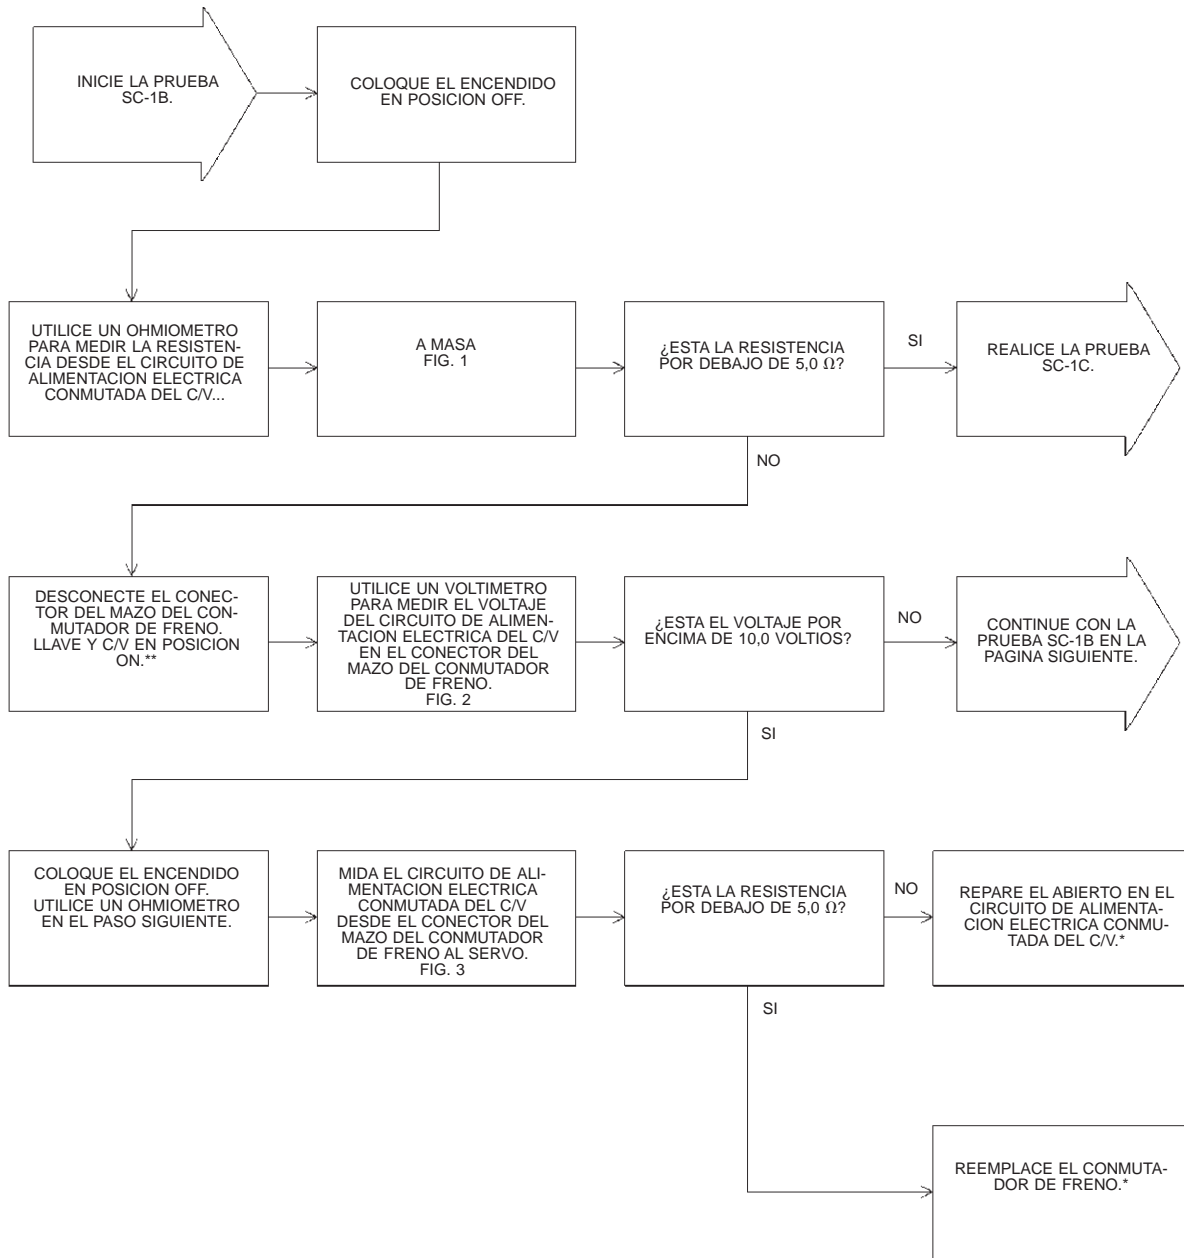 INICIE LA PRUEBA
SC-1B.
COLOQUE EL ENCENDIDO
EN POSICION OFF.
UTILICE UN OHMIOMETRO
PARA MEDIR LA RESISTEN-
CIA DESDE EL CIRCUITO DE
ALIMENTACION ELECTRICA
CONMUTADA DEL C/V...
A MASA
FIG. 1
¿ESTA LA RESISTENCIA
POR DEBAJO DE 5,0 Ω?
SI
REALICE LA PRUEBA
SC-1C.
NO
DESCONECTE EL CONEC-
TOR DEL MAZO DEL CON-
MUTADOR DE FRENO.
LLAVE Y C/V EN POSICION
ON.**
UTILICE UN VOLTIMETRO
PARA MEDIR EL VOLTAJE
DEL CIRCUITO DE ALIMEN-
TACION ELECTRICA DEL C/V
EN EL CONECTOR DEL
MAZO DEL CONMUTADOR
DE FRENO.
FIG. 2
¿ESTA EL VOLTAJE POR
ENCIMA DE 10,0 VOLTIOS?
NO
CONTINUE CON LA
PRUEBA SC-1B EN LA
PAGINA SIGUIENTE.
SI
COLOQUE EL ENCENDIDO
EN POSICION OFF.
UTILICE UN OHMIOMETRO
EN EL PASO SIGUIENTE.
MIDA EL CIRCUITO DE ALI-
MENTACION ELECTRICA
CONMUTADA DEL C/V
DESDE EL CONECTOR DEL
MAZO DEL CONMUTADOR
DE FRENO AL SERVO.
FIG. 3
¿ESTA LA RESISTENCIA
POR DEBAJO DE 5,0 Ω?
NO
REPARE EL ABIERTO EN EL
CIRCUITO DE ALIMENTA-
CION ELECTRICA CONMU-
TADA DEL C/V.*
SI
REEMPLACE EL CONMUTA-
DOR DE FRENO.*